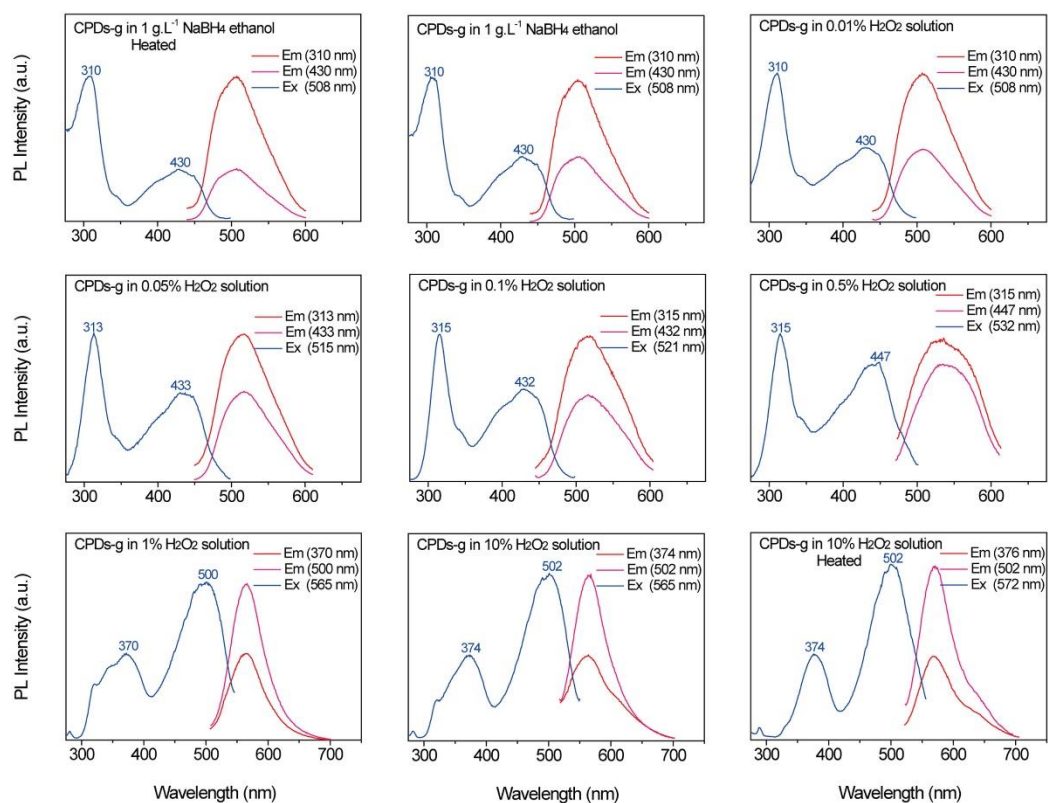 CPDs-g in 1 g.L⁻¹ NaBH4 ethanol
Heated
Em (310 nm)
Em (430 nm)
Ex (508 nm)
310
430
300 400 500 600
PL Intensity (a.u.)
CPDs-g in 1 g.L⁻¹ NaBH4 ethanol
Em (310 nm)
Em (430 nm)
Ex (508 nm)
310
430
300 400 500 600
CPDs-g in 0.01% H2O2 solution
Em (310 nm)
Em (430 nm)
Ex (508 nm)
310
430
300 400 500 600
CPDs-g in 0.05% H2O2 solution
Em (313 nm)
Em (433 nm)
Ex (515 nm)
313
433
300 400 500 600
PL Intensity (a.u.)
CPDs-g in 0.1% H2O2 solution
Em (315 nm)
Em (432 nm)
Ex (521 nm)
315
432
300 400 500 600
CPDs-g in 0.5% H2O2 solution
Em (315 nm)
Em (447 nm)
Ex (532 nm)
315
447
300 400 500 600
CPDs-g in 1% H2O2 solution
Em (370 nm)
Em (500 nm)
Ex (565 nm)
370
500
300 400 500 600 700
PL Intensity (a.u.)
Wavelength (nm)
CPDs-g in 10% H2O2 solution
Em (374 nm)
Em (502 nm)
Ex (565 nm)
374
502
300 400 500 600 700
Wavelength (nm)
CPDs-g in 10% H2O2 solution
Heated
Em (376 nm)
Em (502 nm)
Ex (572 nm)
374
502
300 400 500 600 700
Wavelength (nm)